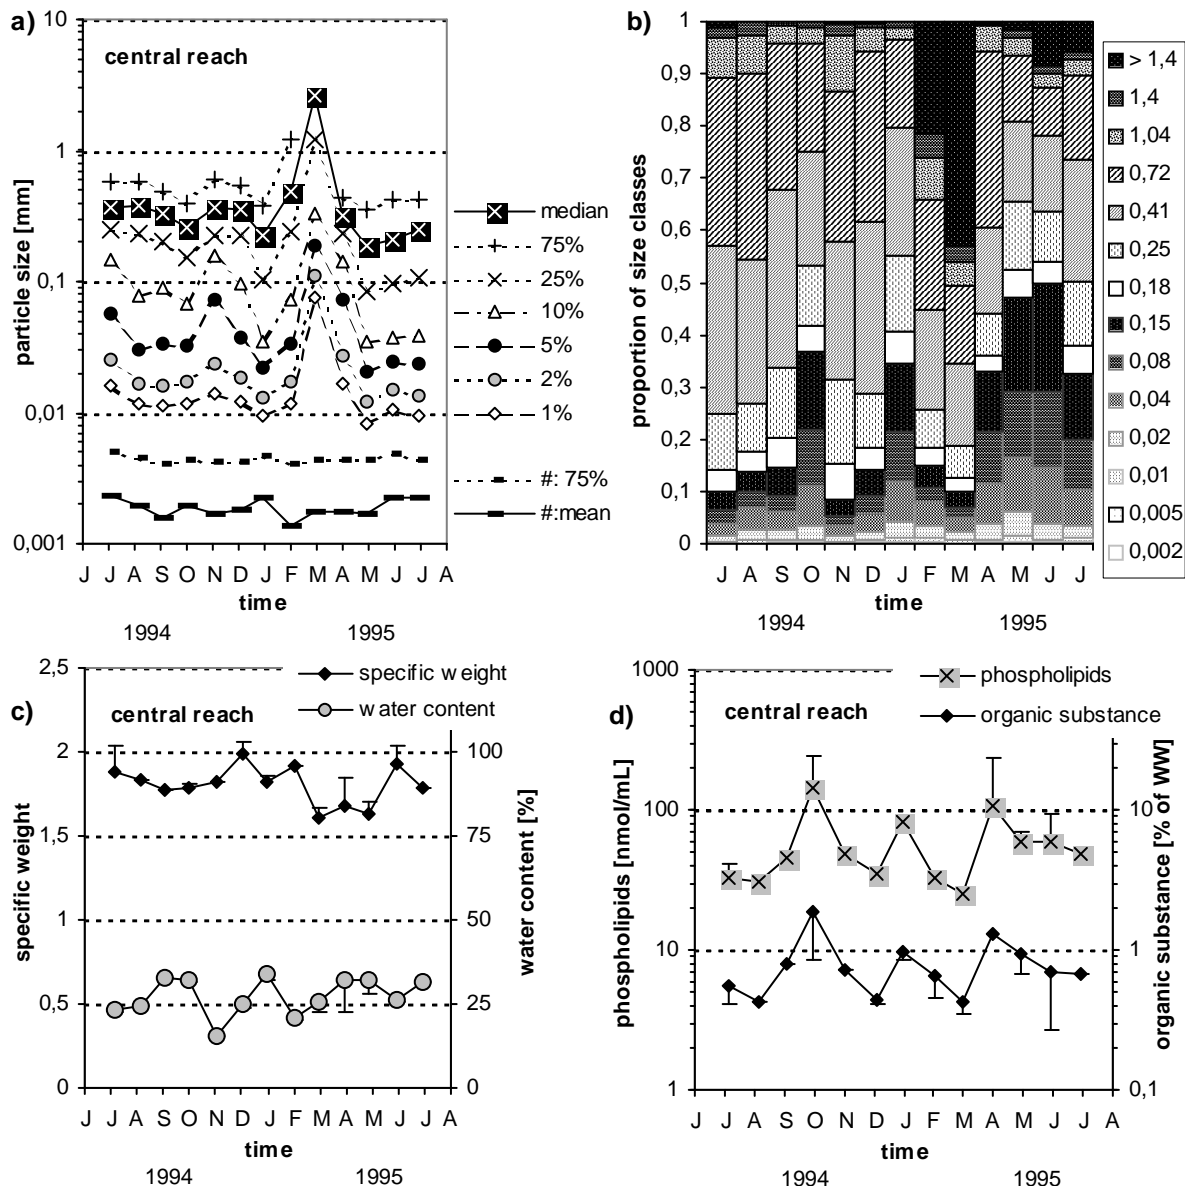 a)
10
1
0,1
0,01
0,001
particle size [mm]
central reach
J J A S O N D J F M A M J J A
time
1994 1995
median
75%
25%
10%
5%
2%
1%
#: 75%
#:mean
b)
1
0,9
0,8
0,7
0,6
0,5
0,4
0,3
0,2
0,1
0
proportion of size classes
J A S O N D J F M A M J J
time
1994 1995
> 1,4
1,4
1,04
0,72
0,41
0,25
0,18
0,15
0,08
0,04
0,02
0,01
0,005
0,002
c)
2,5
2
1,5
1
0,5
0
specific weight
central reach
specific weight
water content
100
75
50
25
0
water content [%]
J J A S O N D J F M A M J J A
time
1994 1995
d)
1000
100
10
1
phospholipids [nmol/mL]
central reach
phospholipids
organic substance
10
1
0,1
organic substance [% of WW]
J J A S O N D J F M A M J J A
time
1994 1995